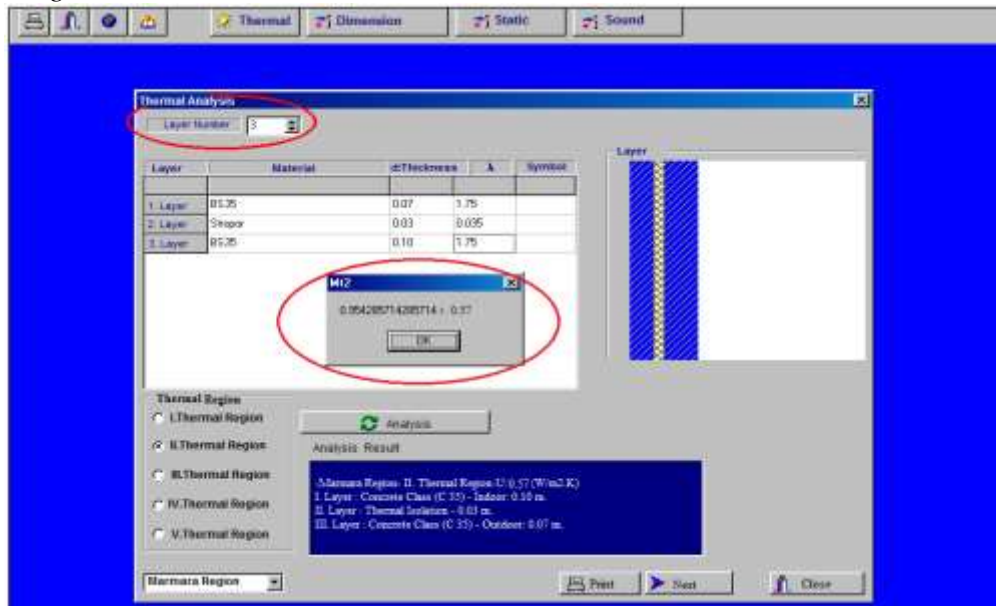 Thermal Dimension Static Sound
Thermal Analysis
Layer Number 3
Layer
Layer Material d:Thickness λ Symbol
1. Layer BS35 0.07 1.75
2. Layer Stropor 0.03 0.035
3. Layer BS35 0.10 1.75
Mt2
0.954285714285714 > 0.57
OK
Thermal Region
I.Thermal Region
II.Thermal Region
III.Thermal Region
IV.Thermal Region
V.Thermal Region
Analysis
Analysis Result
-Marmara Region- II. Thermal Region U:0,57 (W/m2.K)
I. Layer : Concrete Class (C 35) - Indoor: 0.10 m.
II. Layer : Thermal Isolation - 0.03 m.
III. Layer : Concrete Class (C 35) - Outdoor: 0.07 m.
Marmara Region
Print Next Close